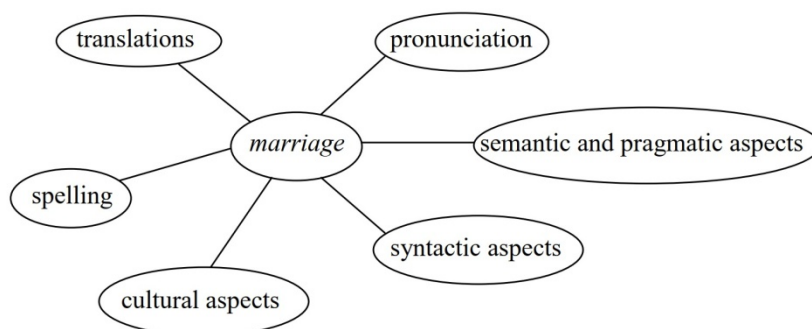 translations
pronunciation
marriage
semantic and pragmatic aspects
spelling
syntactic aspects
cultural aspects